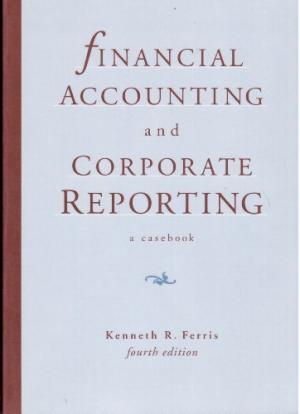 fINANCIAL
ACCOUNTING
and
CORPORATE
REPORTING
a casebook
Kenneth R. Ferris
fourth edition